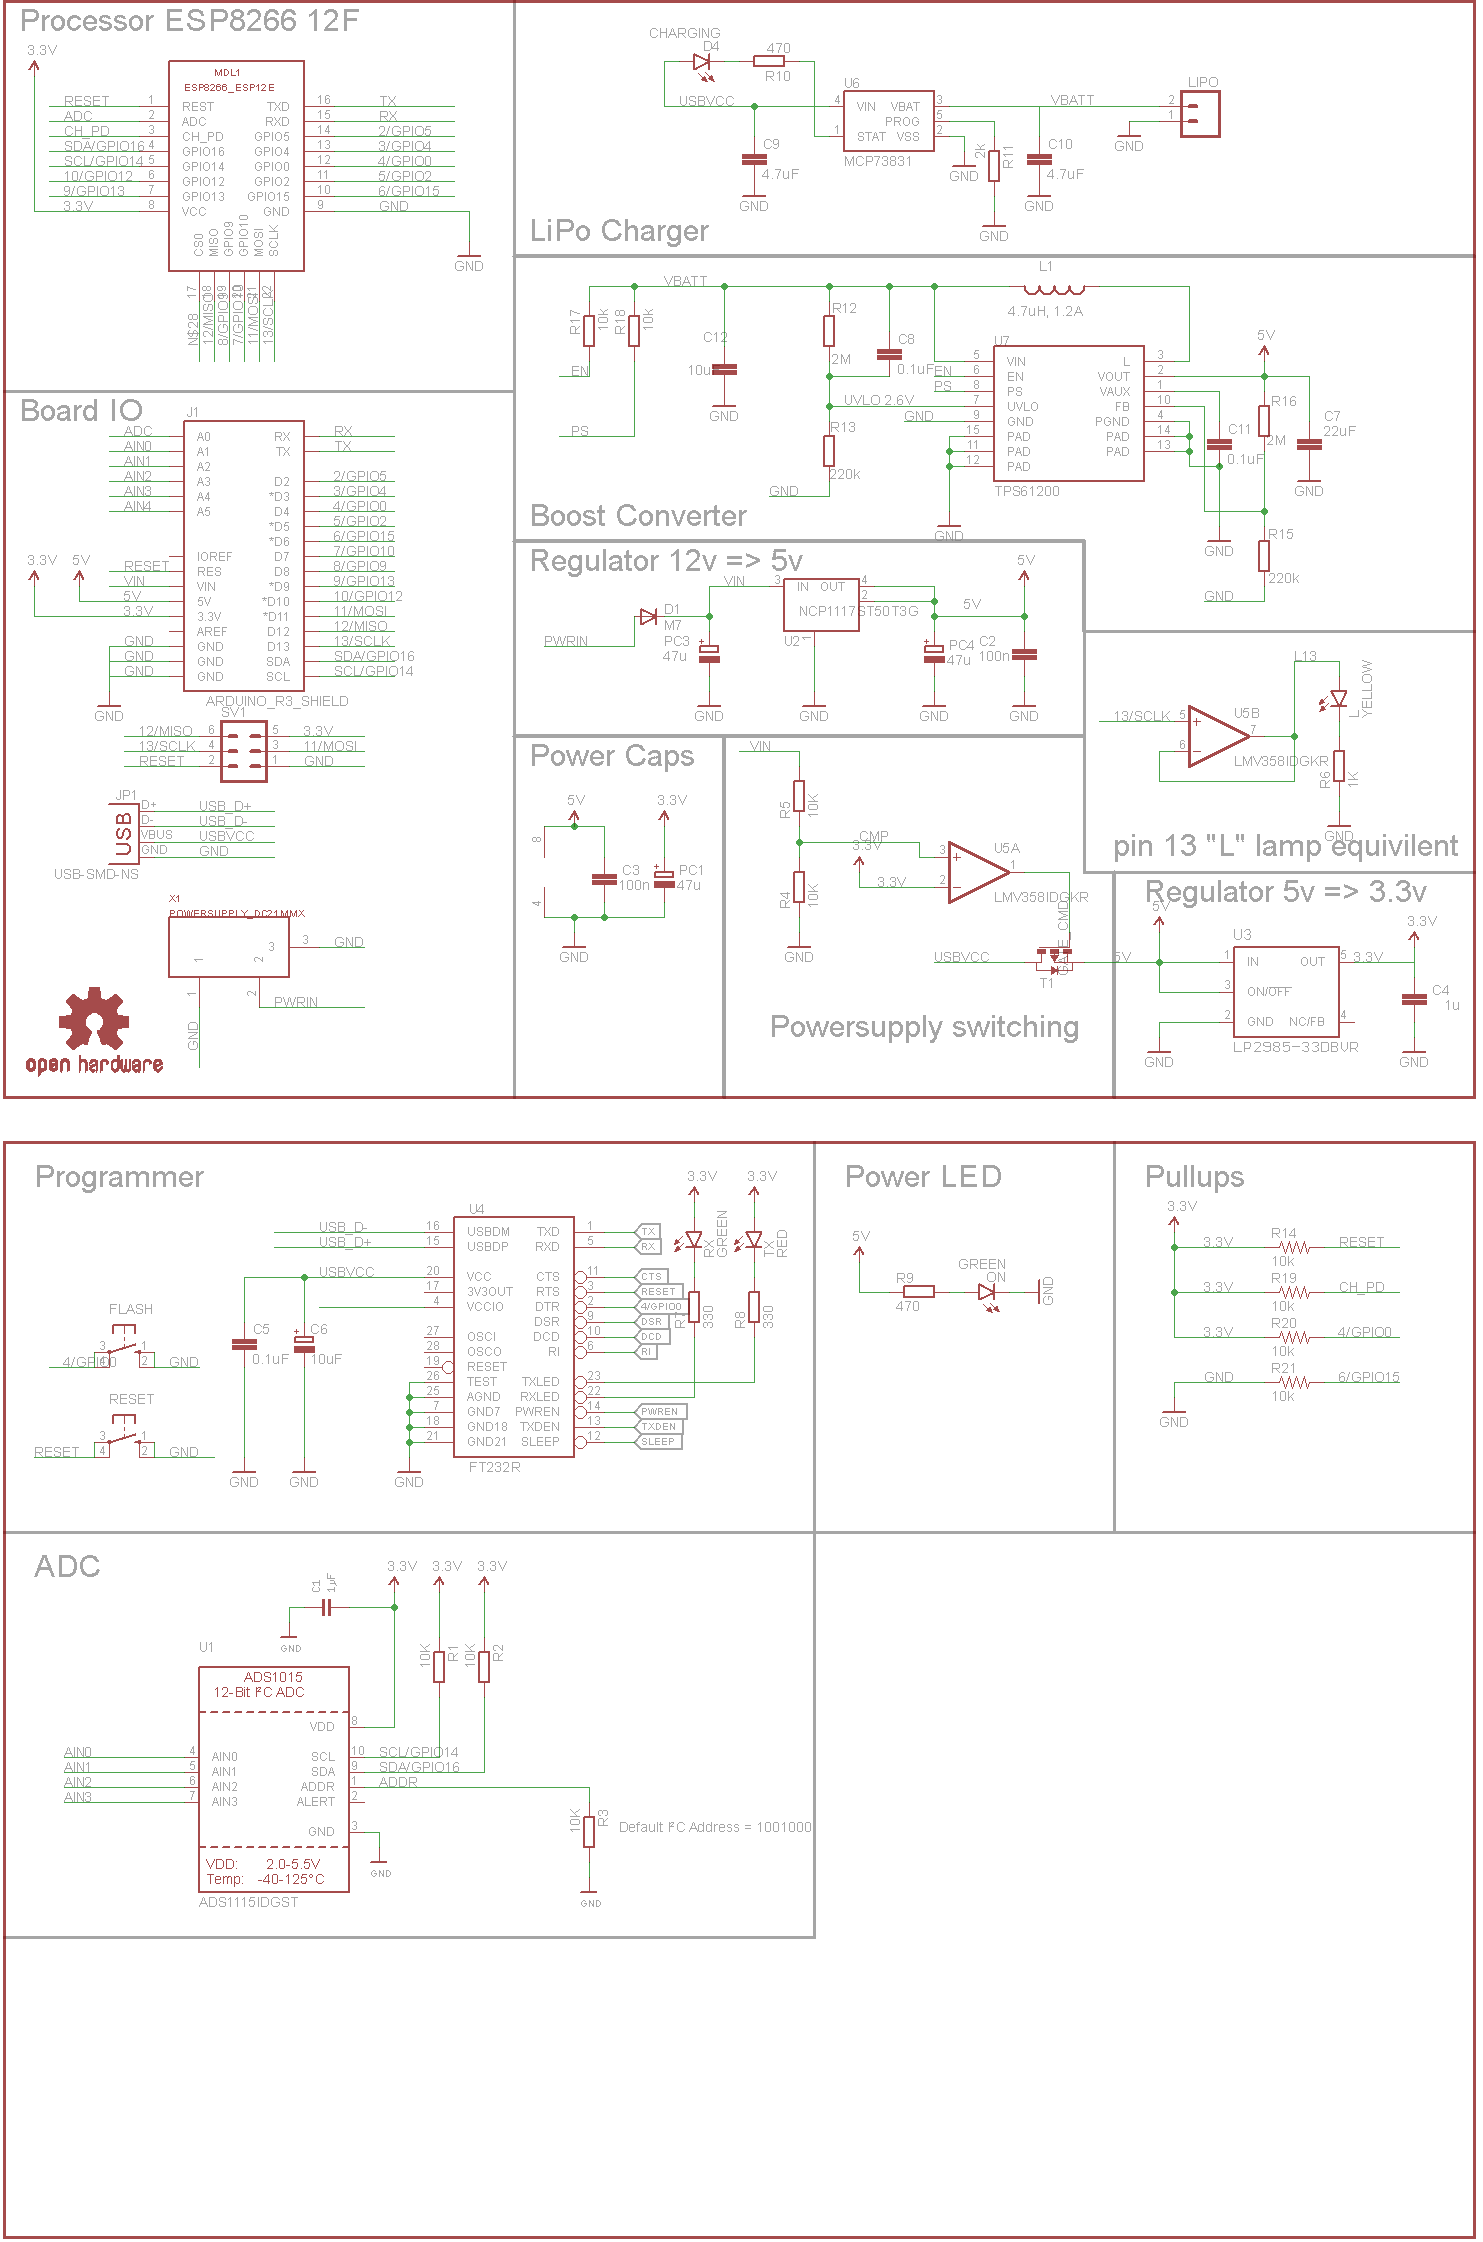 Processor ESP8266 12F
3.3V
MDL1
ESP8266_ESP12E
RESET 1 REST TXD 16 TX
ADC 2 ADC RXD 15 RX
CH_PD 3 CH_PD GPIO5 14 2/GPIO5
SDA/GPIO16 4 GPIO16 GPIO4 13 3/GPIO4
SCL/GPIO14 5 GPIO14 GPIO0 12 4/GPIO0
10/GPIO12 6 GPIO12 GPIO2 11 5/GPIO2
9/GPIO13 7 GPIO13 GPIO15 10 6/GPIO15
3.3V 8 VCC GND 9 GND
CS0 MISO GPIO9 GPIO10 MOSI SCLK
GND
17 18 19 20 21 22
N$28 12/MISO 8/GPIO9 7/GPIO10 11/MOSI 13/SCLK
CHARGING
D4
470
R10
U6
USBVCC 4 VIN VBAT 3 VBATT
PROG 5
1 STAT VSS 2
MCP73831
C9
4.7uF
GND
GND
2k
R11
GND
C10
4.7uF
GND
LIPO
2
1
GND
LiPo Charger
VBATT
L1
4.7uH, 1.2A
R17
10k
R18
10k
EN
PS
C12
10u
GND
R12
2M
C8
0.1uF
UVLO 2.6V
R13
220k
GND
U7
5 VIN L 3
EN 6 EN VOUT 2
PS 8 PS VAUX 1
7 UVLO FB 10
GND 9 GND PGND 4
15 PAD PAD 14
11 PAD PAD 13
12 PAD
TPS61200
GND
5V
R16
2M
C7
22uF
GND
C11
0.1uF
GND
R15
220k
GND
Boost Converter
Board IO
J1
ADC A0 RX RX
AIN0 A1 TX TX
AIN1 A2
AIN2 A3 D2 2/GPIO5
AIN3 A4 *D3 3/GPIO4
AIN4 A5 D4 4/GPIO0
*D5 5/GPIO2
*D6 6/GPIO15
IOREF D7 7/GPIO10
RESET RES D8 8/GPIO9
VIN VIN *D9 9/GPIO13
5V 5V *D10 10/GPIO12
3.3V 3.3V *D11 11/MOSI
AREF D12 12/MISO
GND GND D13 13/SCLK
GND GND SDA SDA/GPIO16
GND GND SCL SCL/GPIO14
3.3V 5V
GND
ARDUINO_R3_SHIELD
SV1
12/MISO 6 5 3.3V
13/SCLK 4 3 11/MOSI
RESET 2 1 GND
JP1
USB
D+ USB_D+
D- USB_D-
VBUS USBVCC
GND GND
USB-SMD-NS
X1
POWERSUPPLY_DC21MMX
3 3 GND
1 2
1 2 PWRIN
GND
open hardware
Regulator 12v => 5v
PWRIN
D1
M7
VIN
3 IN OUT 4
2
NCP1117ST50T3G
U2 1
5V
5V
PC3
47u
PC4
47u
C2
100n
GND GND GND GND
13/SCLK
5
6
7
U5B
LMV358IDGKR
L13
L
YELLOW
R6
1K
GND
pin 13 "L" lamp equivilent
Power Caps
5V 3.3V
8
4
C3
100n
PC1
47u
GND
VIN
R5
10K
R4
10K
GND
CMP
3.3V
3.3V
3
2
1
U5A
LMV358IDGKR
USBVCC
T1
5V
Powersupply switching
Regulator 5v => 3.3v
5V
U3
1 IN OUT 5 3.3V
3 ON/OFF
2 GND NC/FB 4
LP2985-33DBVR
3.3V
C4
1u
GND
GND
Programmer
FLASH
4/GPIO0 3 1
2 GND
RESET
3 1
RESET 4 2 GND
U4
USB_D- 16 USBDM TXD 1 TX
USB_D+ 15 USBDP RXD 5 RX
USBVCC 20 VCC CTS 11 CTS
17 3V3OUT RTS 3 RESET
4 VCCIO DTR 2 4/GPIO0
DSR 9 DSR
27 OSCI DCD 10 DCD
28 OSCO RI 6 RI
19 RESET
26 TEST TXLED 23
25 AGND RXLED 22
7 GND7 PWREN 14 PWREN
18 GND18 TXDEN 13 TXDEN
21 GND21 SLEEP 12 SLEEP
FT232R
C5
0.1uF
C6
10uF
GND GND GND
3.3V 3.3V
RX
GREEN
TX
RED
R7
330
R8
330
Power LED
5V
R9
470
GREEN
ON
GND
Pullups
3.3V
3.3V R14 RESET
10k
3.3V R19 CH_PD
10k
3.3V R20 4/GPIO0
10k
GND R21 6/GPIO15
10k
GND
ADC
C1
1µF
GND
3.3V 3.3V 3.3V
U1
10K
R1
10K
R2
ADS1015
12-Bit I²C ADC
VDD 8
AIN0 4 AIN0 SCL 10 SCL/GPIO14
AIN1 5 AIN1 SDA 9 SDA/GPIO16
AIN2 6 AIN2 ADDR 1 ADDR
AIN3 7 AIN3 ALERT 2
GND 3
GND
10K
R3
GND
Default I²C Address = 1001000
VDD: 2.0-5.5V
Temp: -40-125°C
ADS1115IDGST